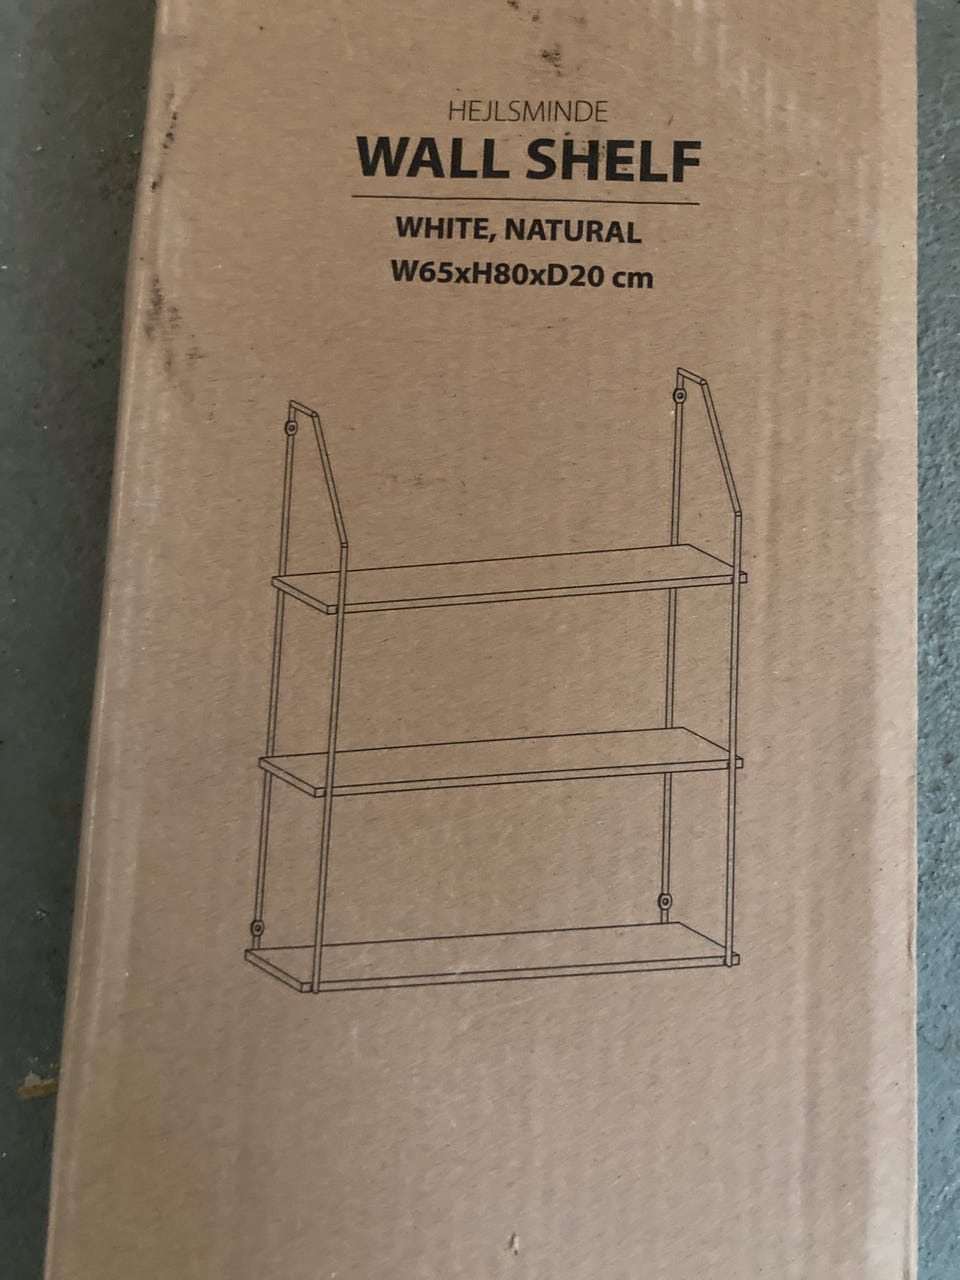 HEJLSMINDE
WALL SHELF
WHITE, NATURAL
W65xH80xD20 cm